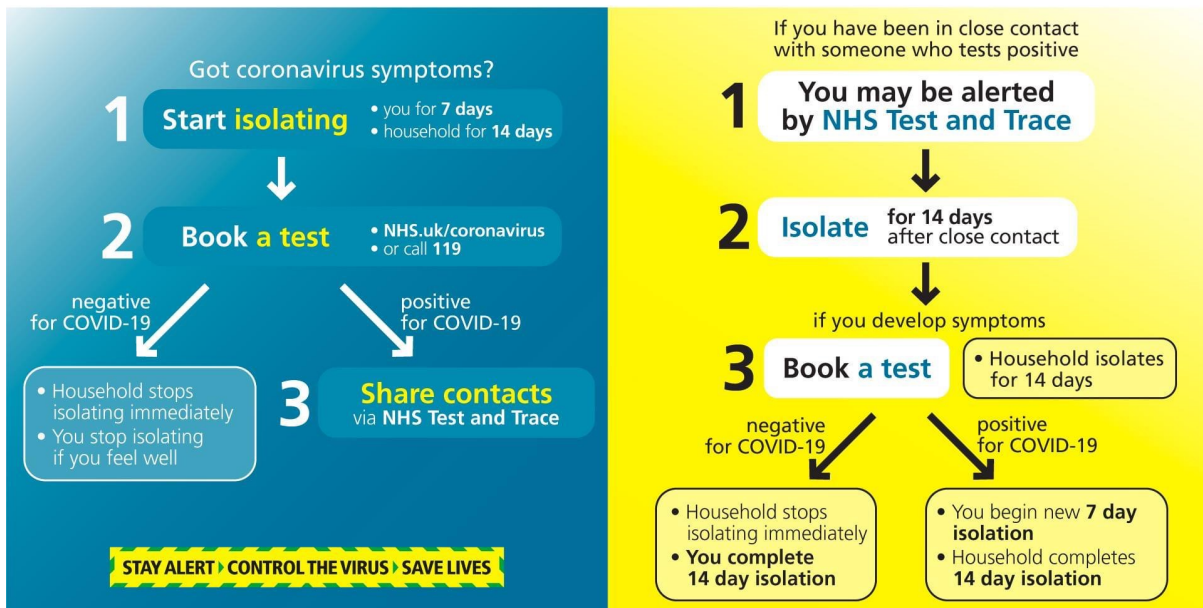 Got coronavirus symptoms?
1
Start isolating
• you for 7 days
• household for 14 days
2
Book a test
• NHS.uk/coronavirus
• or call 119
negative
for COVID-19
positive
for COVID-19
• Household stops
isolating immediately
• You stop isolating
if you feel well
3
Share contacts
via NHS Test and Trace
STAY ALERT CONTROL THE VIRUS SAVE LIVES
If you have been in close contact
with someone who tests positive
1
You may be alerted
by NHS Test and Trace
2
Isolate
for 14 days
after close contact
if you develop symptoms
3
Book a test
• Household isolates
for 14 days
negative
for COVID-19
positive
for COVID-19
• Household stops
isolating immediately
• You complete
14 day isolation
• You begin new 7 day
isolation
• Household completes
14 day isolation